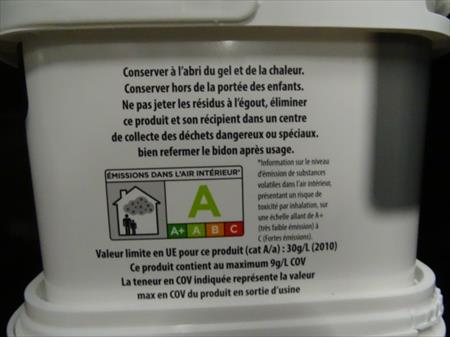 Conserver à l'abri du gel et de la chaleur.
Conserver hors de la portée des enfants.
Ne pas jeter les résidus à l'égout, éliminer
ce produit et son récipient dans un centre
de collecte des déchets dangereux ou spéciaux.
bien refermer le bidon après usage.
ÉMISSIONS DANS L'AIR INTÉRIEUR*
A
A+ A B C
*Information sur le niveau
d'émission de substances
volatiles dans l'air intérieur,
présentant un risque de
toxicité par inhalation, sur
une échelle allant de A+
(très faible émission) à
C (Fortes émissions).
Valeur limite en UE pour ce produit (cat A/a) : 30g/L (2010)
Ce produit contient au maximum 9g/L COV
La teneur en COV indiquée représente la valeur
max en COV du produit en sortie d'usine